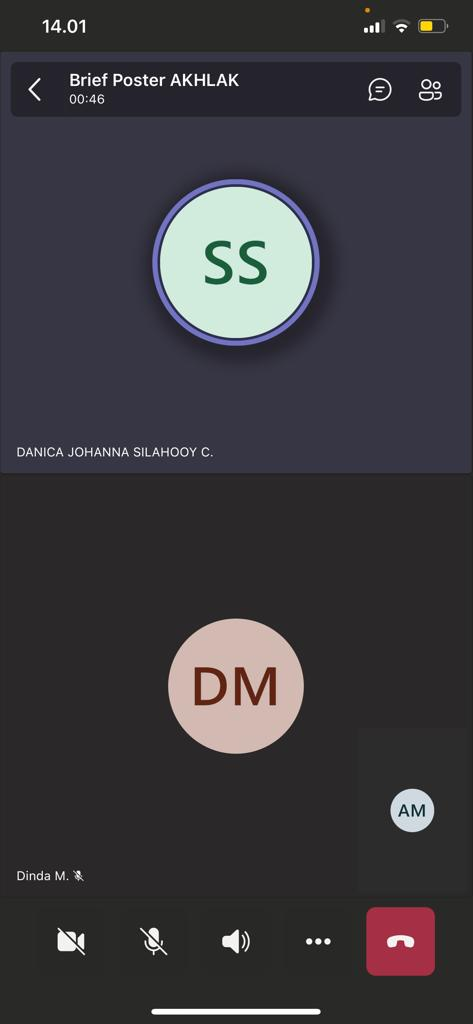 14.01
Brief Poster AKHLAK
00:46
SS
DANICA JOHANNA SILAHOOY C.
DM
AM
Dinda M.